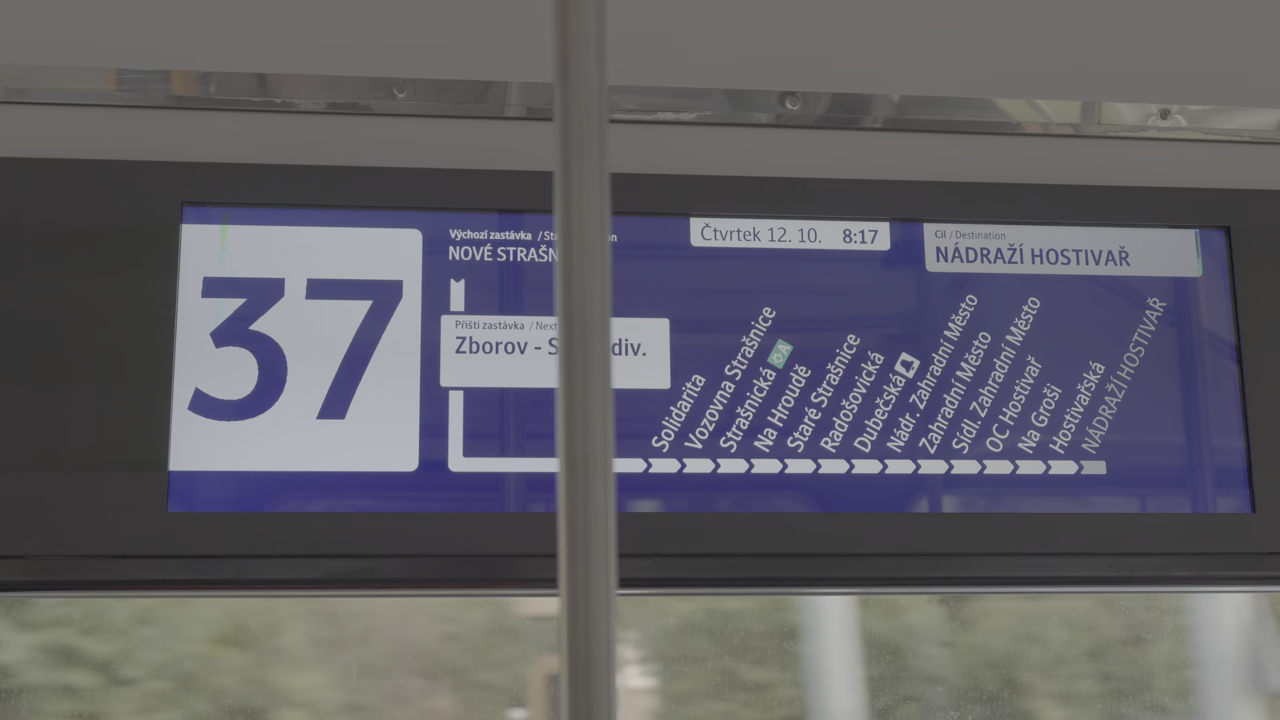 37
Výchozí zastávka / Sta on
NOVÉ STRAŠN
Čtvrtek 12. 10. 8:17
Cíl / Destination
NÁDRAŽÍ HOSTIVAŘ
Příští zastávka / Next
Zborov - S div.
Solidarita
Vozovna Strašnice
Strašnická A
Na Hroudě
Staré Strašnice
Radošovická
Dubečská
Nádr. Zahradní Město
Zahradní Město
Sídl. Zahradní Město
OC Hostivař
Na Groši
Hostivařská
NÁDRAŽÍ HOSTIVAŘ